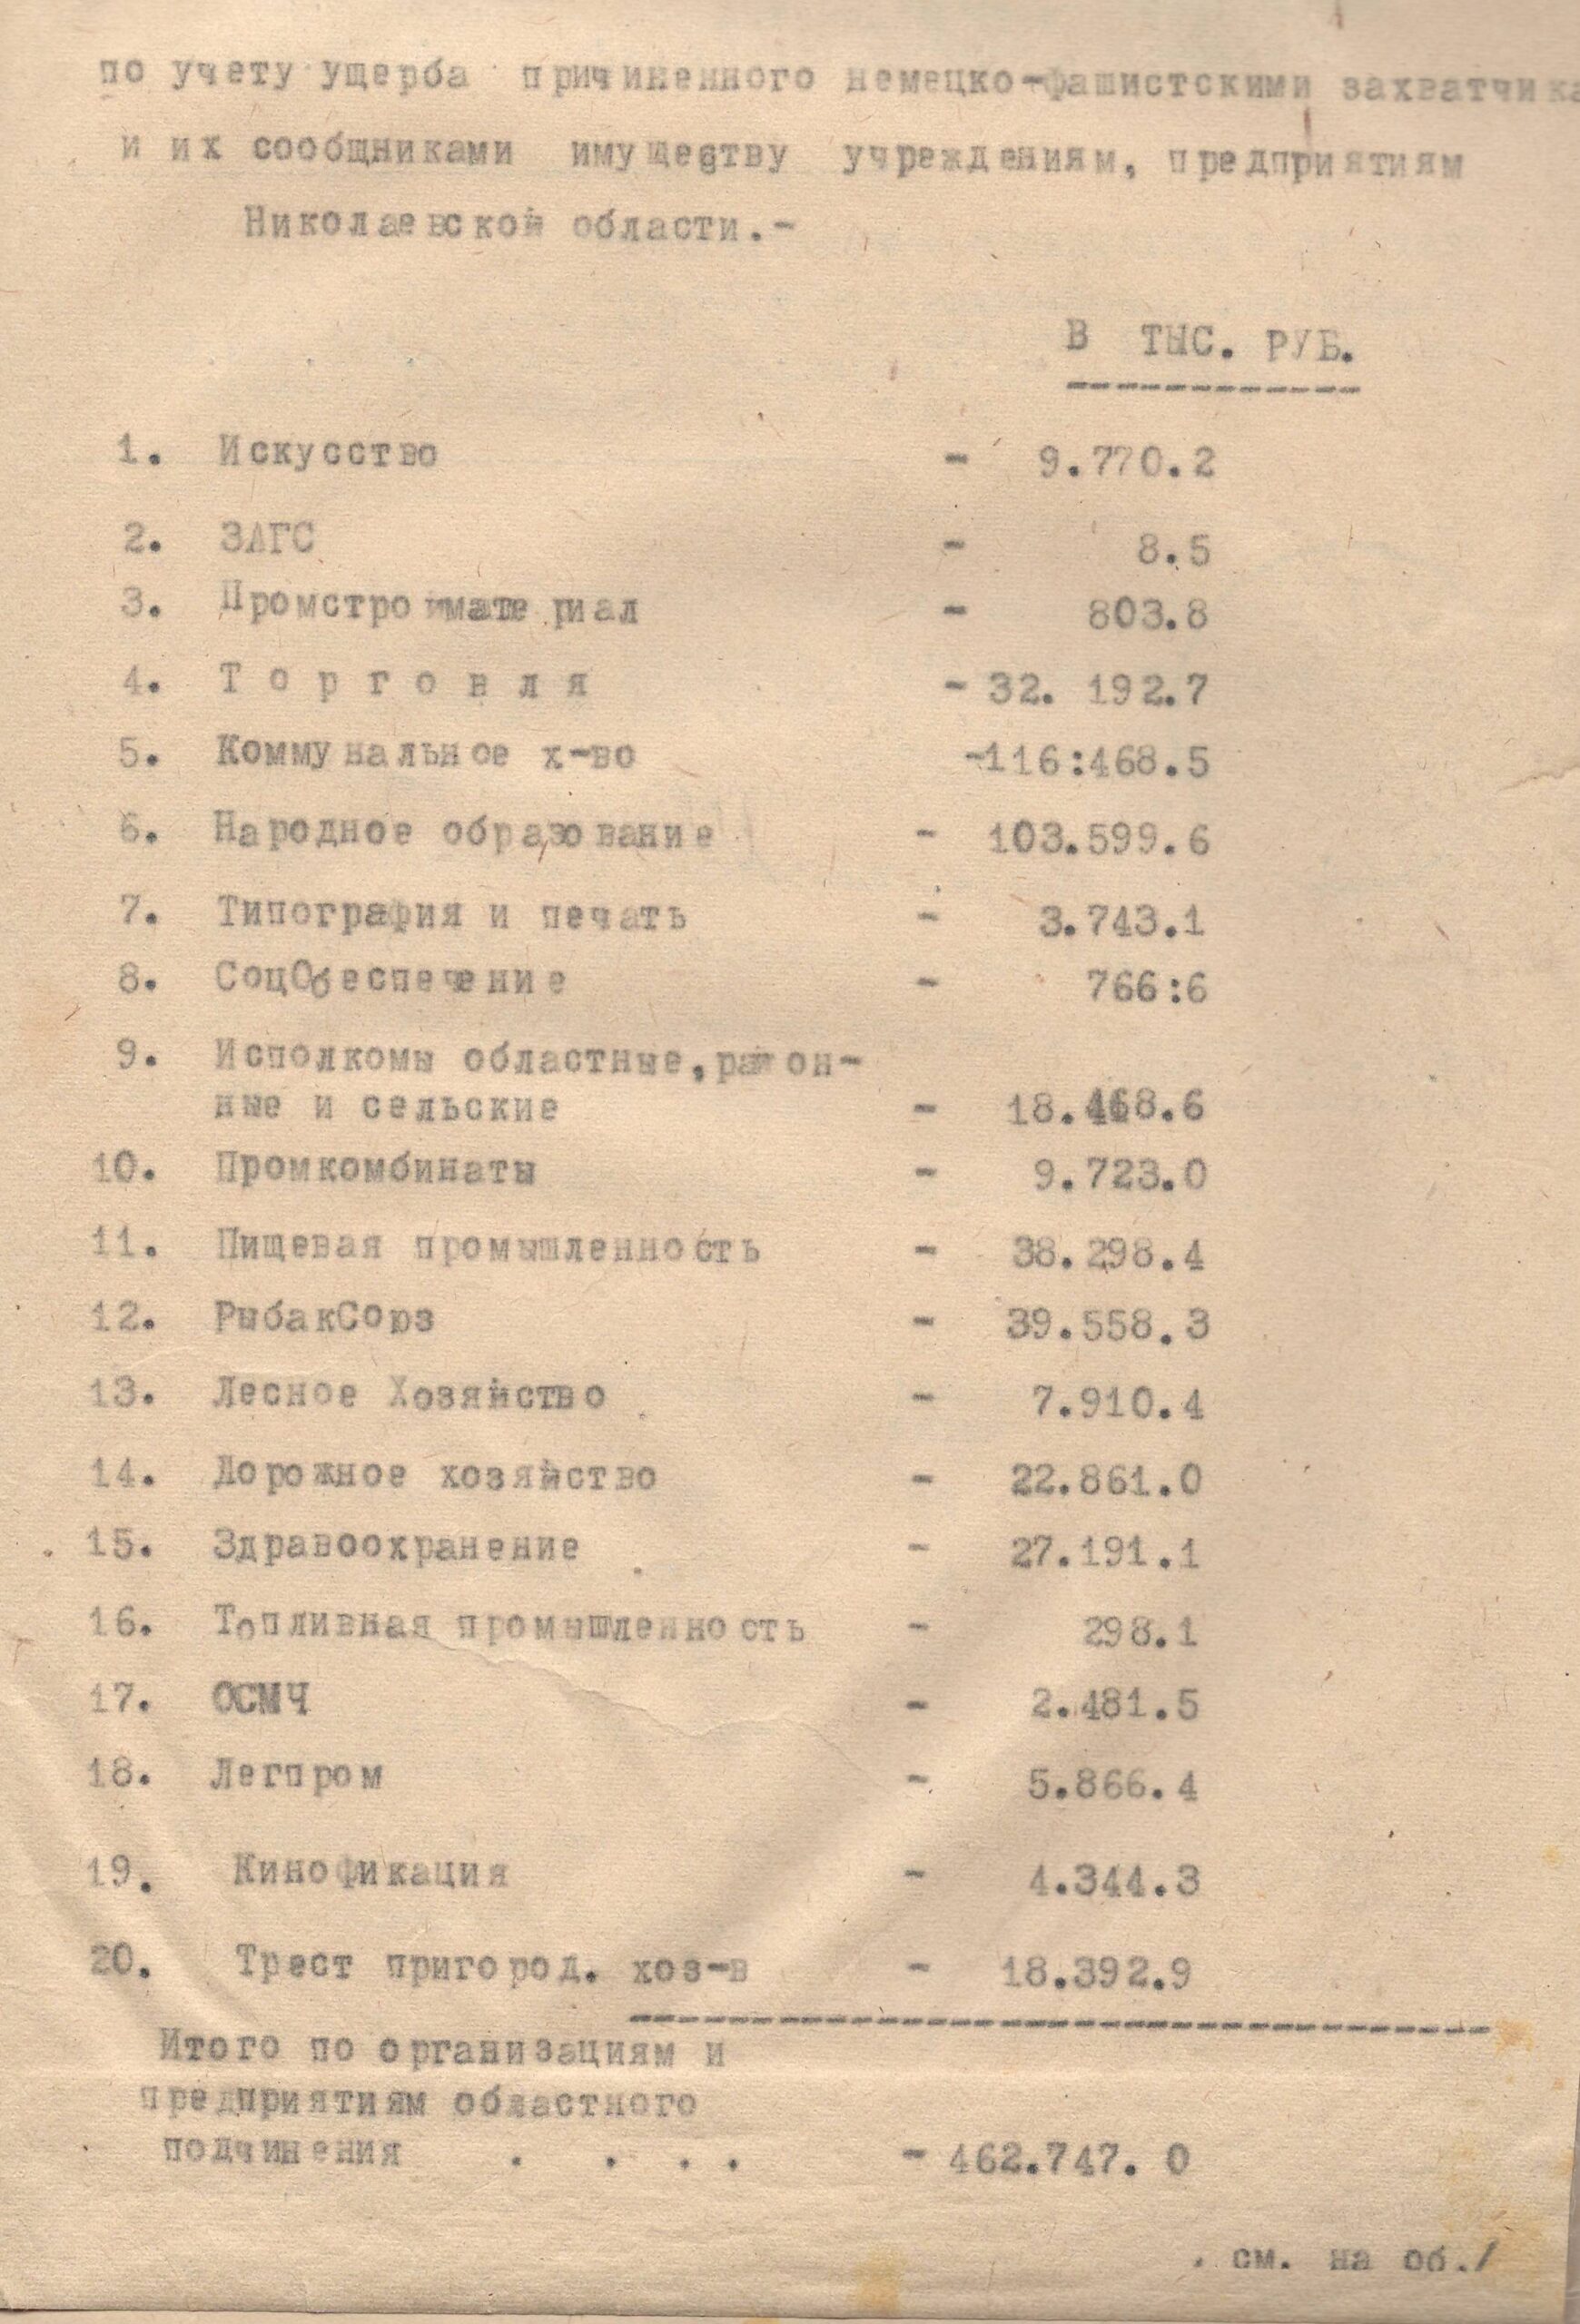 по учету ущерба причиненного немецко-фашистскими захватчика
и их сообщниками имуществу учреждениям, предприятиям
Николаевской области.-
В ТЫС. РУБ.
1. Искусство - 9.770.2
2. ЗАГС - 8.5
3. Промстройматериал - 803.8
4. Торговля - 32. 192.7
5. Коммунальное х-во -116:468.5
6. Народное образование - 103.599.6
7. Типография и печать - 3.743.1
8. СоцОбеспечение - 766:6
9. Исполкомы областные, район-
ные и сельские - 18.468.6
10. Промкомбинаты - 9.723.0
11. Пищевая промышленность - 38.298.4
12. РыбакСоюз - 39.558.3
13. Лесное Хозяйство - 7.910.4
14. Дорожное хозяйство - 22.861.0
15. Здравоохранение - 27.191.1
16. Топливная промышленность - 298.1
17. ОСМЧ - 2.481.5
18. Легпром - 5.866.4
19. Кинофикация - 4.344.3
20. Трест пригород. хоз-в - 18.392.9
Итого по организациям и
предприятиям областного
подчинения . . . . - 462.747. 0
. см. на об./